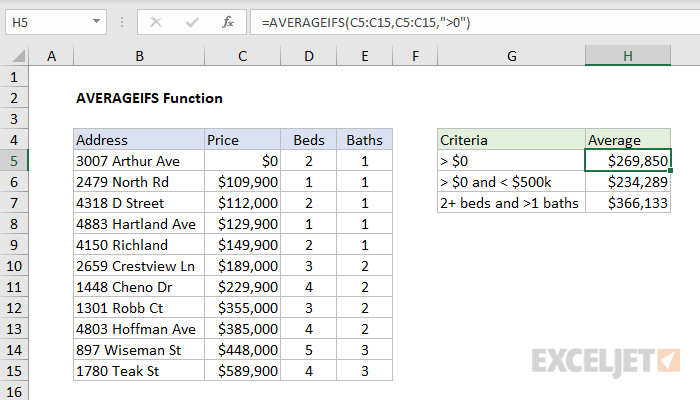 H5 fx =AVERAGEIFS(C5:C15,C5:C15,">0")
A B C D E F G H
1
2 AVERAGEIFS Function
3
4 Address Price Beds Baths Criteria Average
5 3007 Arthur Ave $0 2 1 > $0 $269,850
6 2479 North Rd $109,900 1 1 > $0 and < $500k $234,289
7 4318 D Street $112,000 2 1 2+ beds and >1 baths $366,133
8 4883 Hartland Ave $129,900 1 1
9 4150 Richland $149,900 2 1
10 2659 Crestview Ln $189,000 3 2
11 1448 Cheno Dr $229,900 4 2
12 1301 Robb Ct $355,000 3 2
13 4803 Hoffman Ave $385,000 4 2
14 897 Wiseman St $448,000 5 3
15 1780 Teak St $589,900 4 3
16
EXCELJET